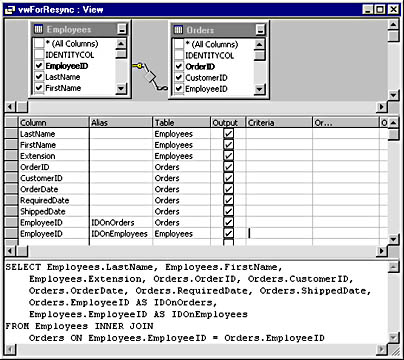 vwForResync : View
Employees
* (All Columns)
IDENTITYCOL
EmployeeID
LastName
FirstName
Orders
* (All Columns)
IDENTITYCOL
OrderID
CustomerID
EmployeeID
Column Alias Table Output Criteria Or... O
LastName Employees
FirstName Employees
Extension Employees
OrderID Orders
CustomerID Orders
OrderDate Orders
RequiredDate Orders
ShippedDate Orders
EmployeeID IDOnOrders Orders
EmployeeID IDOnEmployees Employees
SELECT Employees.LastName, Employees.FirstName,
Employees.Extension, Orders.OrderID, Orders.CustomerID,
Orders.OrderDate, Orders.RequiredDate, Orders.ShippedDate,
Orders.EmployeeID AS IDOnOrders,
Employees.EmployeeID AS IDOnEmployees
FROM Employees INNER JOIN
Orders ON Employees.EmployeeID = Orders.EmployeeID